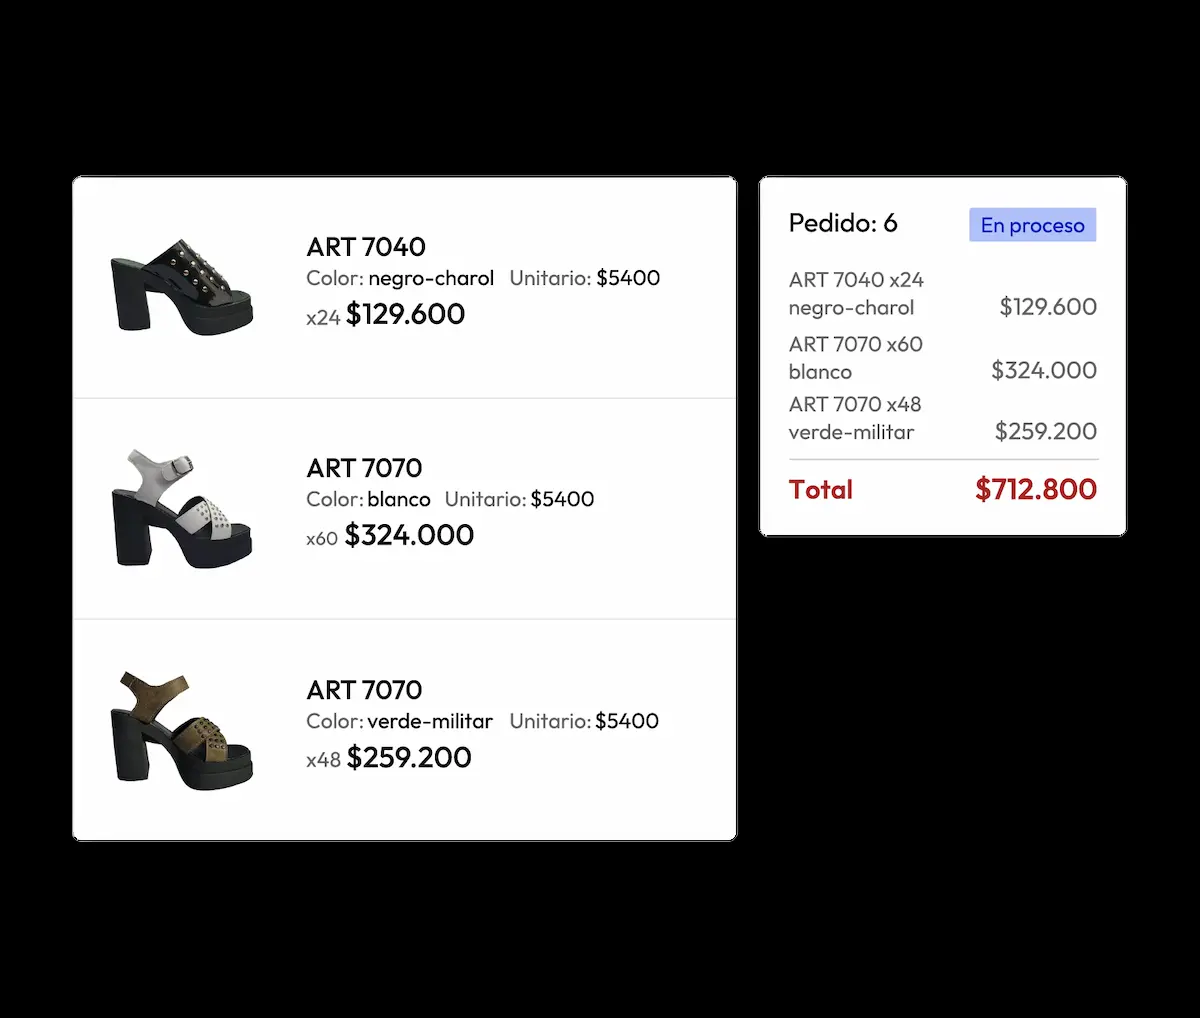 ART 7040
Color: negro-charol Unitario: $5400
x24 $129.600
ART 7070
Color: blanco Unitario: $5400
x60 $324.000
ART 7070
Color: verde-militar Unitario: $5400
x48 $259.200
Pedido: 6 En proceso
ART 7040 x24
negro-charol $129.600
ART 7070 x60
blanco $324.000
ART 7070 x48
verde-militar $259.200
Total $712.800